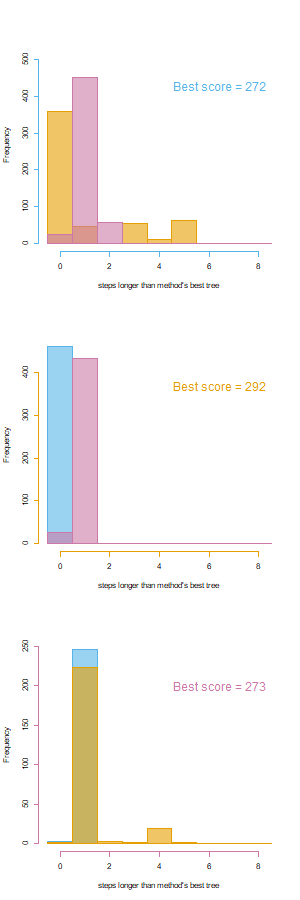 500
400
300
200
100
0
Frequency
Best score = 272
0 2 4 6 8
steps longer than method's best tree
400
300
200
100
0
Frequency
Best score = 292
0 2 4 6 8
steps longer than method's best tree
250
200
150
100
50
0
Frequency
Best score = 273
0 2 4 6 8
steps longer than method's best tree